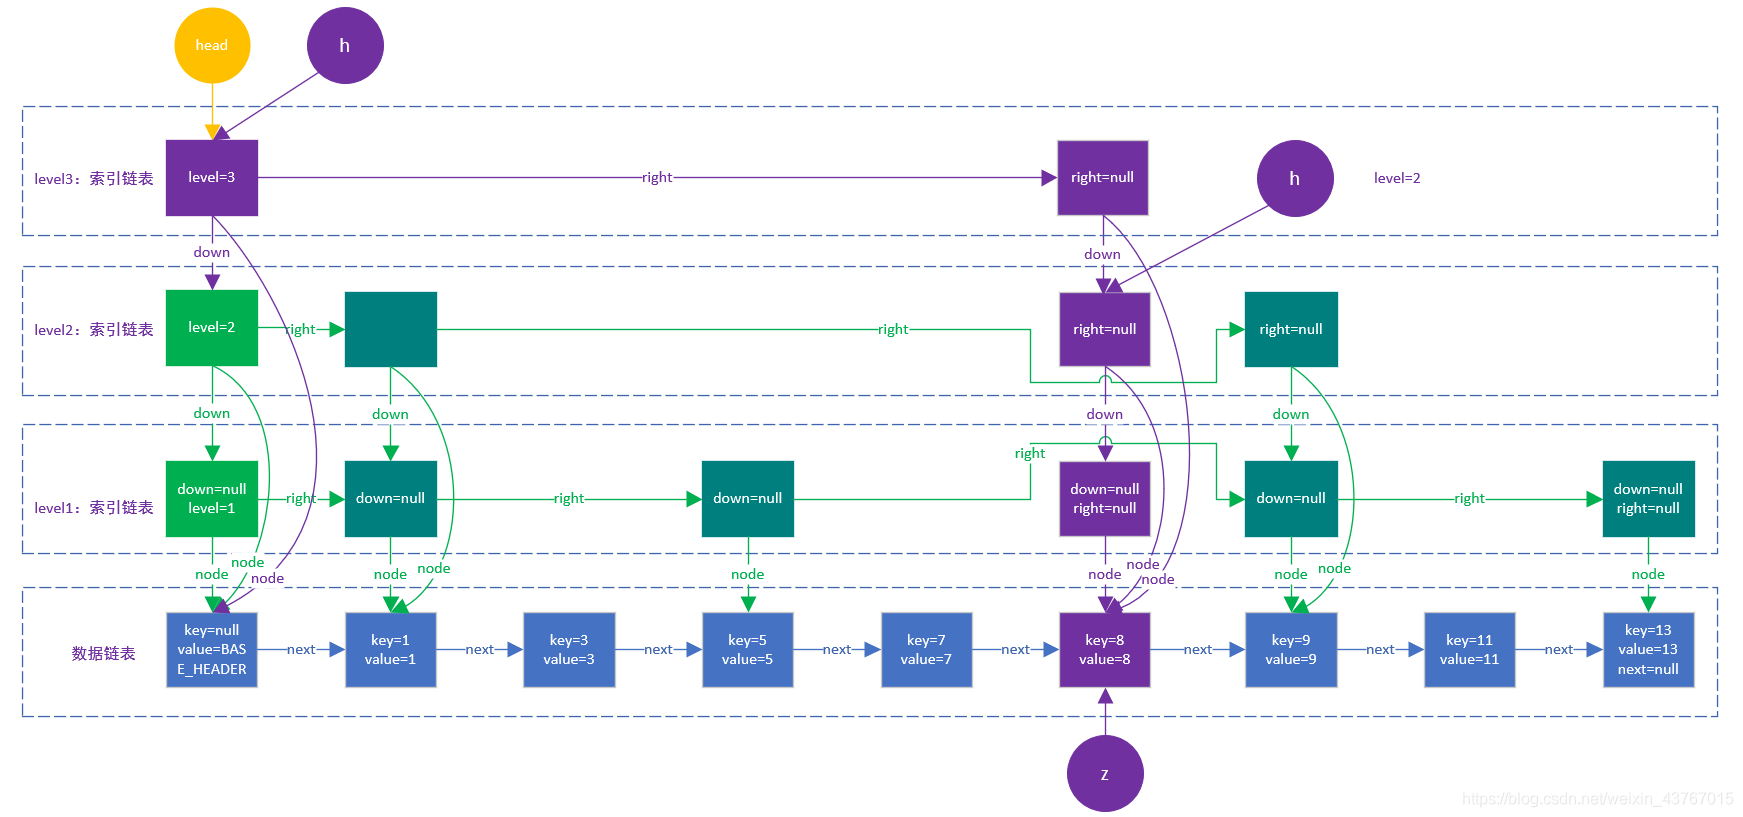 head
h
level3：索引链表
level=3
right
right=null
h
level=2
down
down
level2：索引链表
level=2
right
right
right=null
right=null
down
down
down
down
right
level1：索引链表
down=null
level=1
right
down=null
right
down=null
down=null
right=null
down=null
right
down=null
right=null
node
node
node
node
node
node
node
node
node
node
node
node
数据链表
key=null
value=BAS
E_HEADER
next
key=1
value=1
next
key=3
value=3
next
key=5
value=5
next
key=7
value=7
next
key=8
value=8
next
key=9
value=9
next
key=11
value=11
next
key=13
value=13
next=null
z
https://blog.csdn.net/weixin_43767015